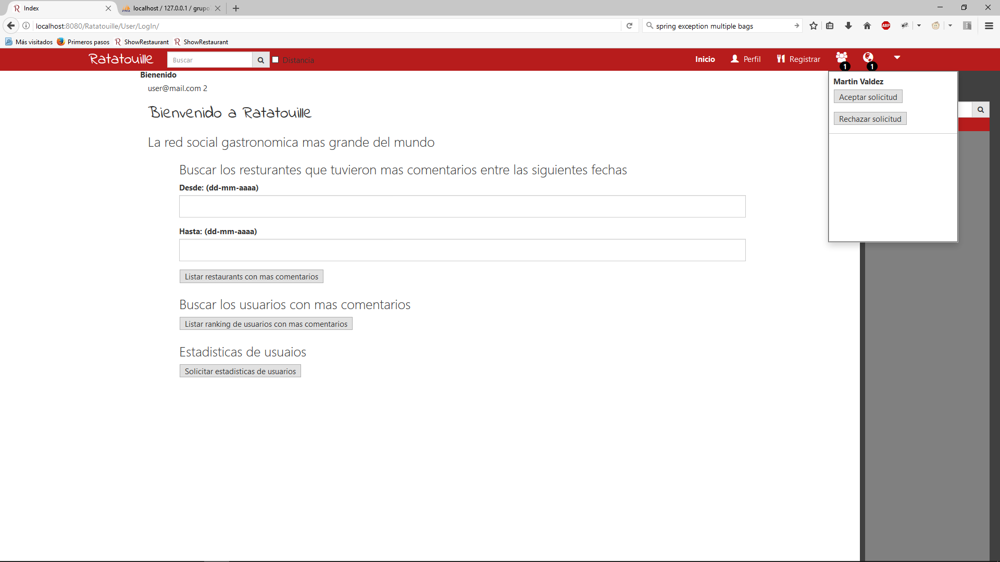 Index
localhost / 127.0.0.1 / grupo
localhost:8080/Ratatouille/User/LogIn/
spring exception multiple bags
ABP
Más visitados
Primeros pasos
R ShowRestaurant
R ShowRestaurant
Ratatouille
Buscar
Distancia
Inicio
Perfil
Registrar
1
1
Bienenido
user@mail.com 2
Bienvenido a Ratatouille
La red social gastronomica mas grande del mundo
Buscar los resturantes que tuvieron mas comentarios entre las siguientes fechas
Desde: (dd-mm-aaaa)
Hasta: (dd-mm-aaaa)
Listar restaurants con mas comentarios
Buscar los usuarios con mas comentarios
Listar ranking de usuarios con mas comentarios
Estadisticas de usuaios
Solicitar estadisticas de usuarios
Martin Valdez
Aceptar solicitud
Rechazar solicitud